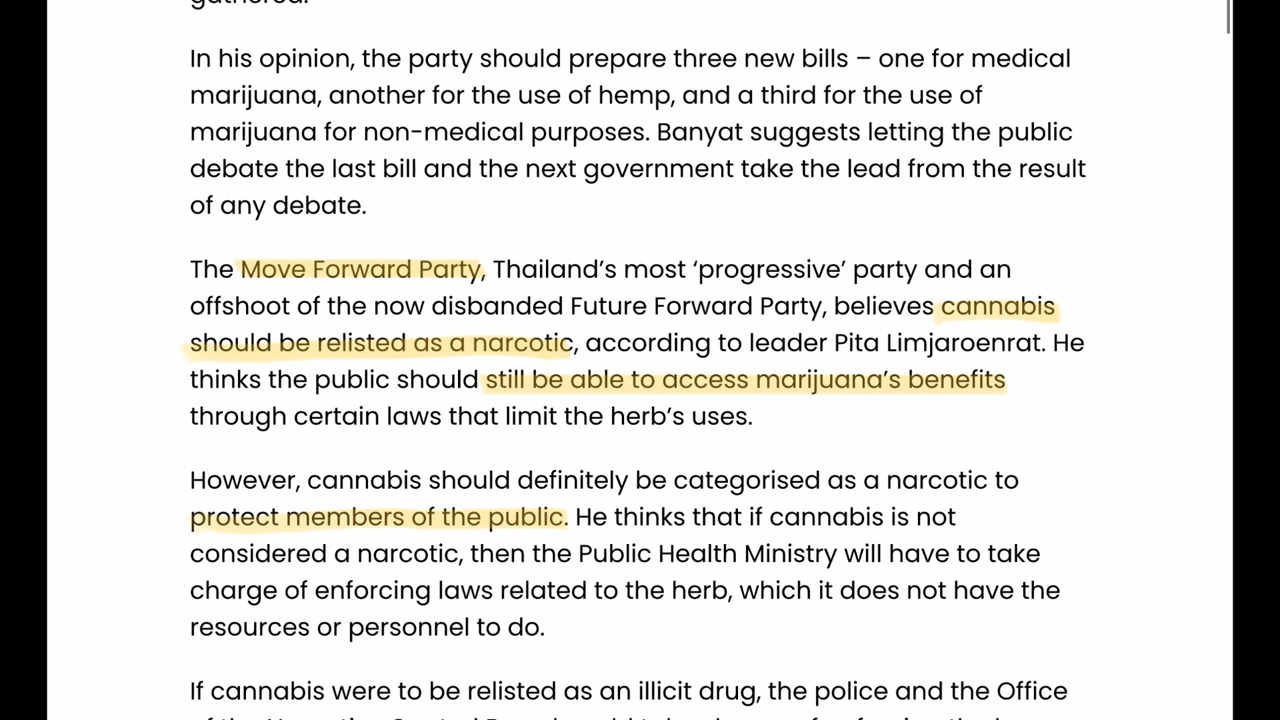 gathered.
In his opinion, the party should prepare three new bills – one for medical
marijuana, another for the use of hemp, and a third for the use of
marijuana for non-medical purposes. Banyat suggests letting the public
debate the last bill and the next government take the lead from the result
of any debate.
The Move Forward Party, Thailand’s most ‘progressive’ party and an
offshoot of the now disbanded Future Forward Party, believes cannabis
should be relisted as a narcotic, according to leader Pita Limjaroenrat. He
thinks the public should still be able to access marijuana’s benefits
through certain laws that limit the herb’s uses.
However, cannabis should definitely be categorised as a narcotic to
protect members of the public. He thinks that if cannabis is not
considered a narcotic, then the Public Health Ministry will have to take
charge of enforcing laws related to the herb, which it does not have the
resources or personnel to do.
If cannabis were to be relisted as an illicit drug, the police and the Office